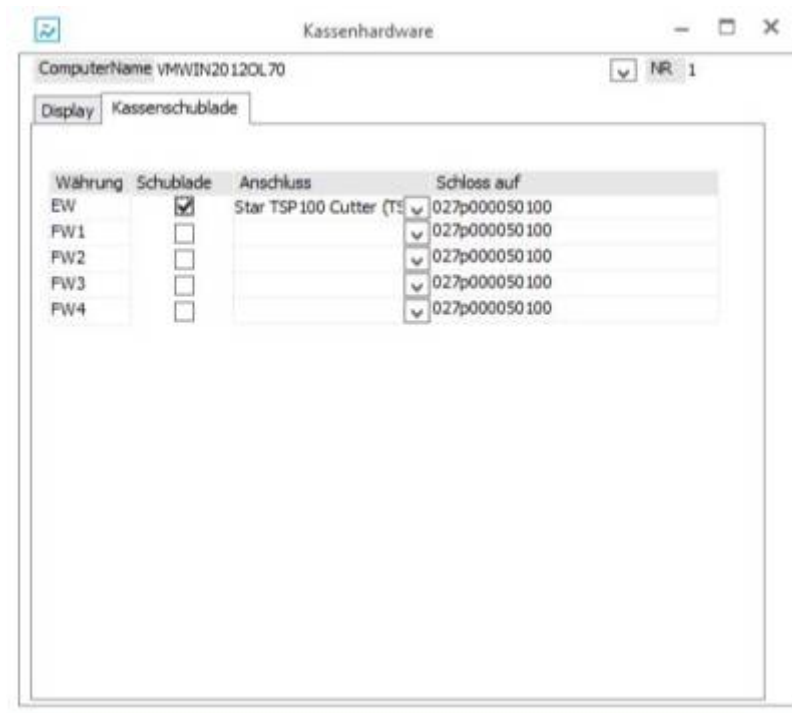 Kassenhardware
ComputerName VMWIN2012OL70 NR 1
Display Kassenschublade
Währung Schublade Anschluss Schloss auf
EW Star TSP100 Cutter (TS 027p000050100
FW1 027p000050100
FW2 027p000050100
FW3 027p000050100
FW4 027p000050100